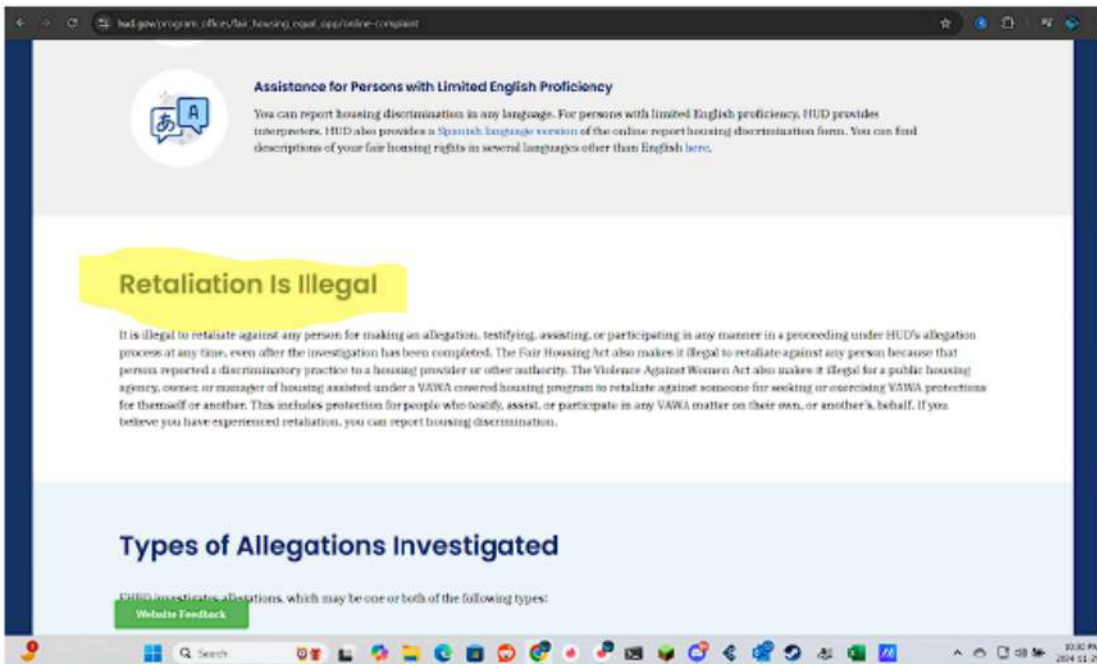 hud.gov/program_offices/fair_housing_equal_opp/online-complaint
Assistance for Persons with Limited English Proficiency
You can report housing discrimination in any language. For persons with limited English proficiency, HUD provides
interpreters. HUD also provides a Spanish language version of the online report housing discrimination form. You can find
descriptions of your fair housing rights in several languages other than English here.
あ A
Retaliation Is Illegal
It is illegal to retaliate against any person for making an allegation, testifying, assisting, or participating in any manner in a proceeding under HUD's allegation
process at any time, even after the investigation has been completed. The Fair Housing Act also makes it illegal to retaliate against any person because that
person reported a discriminatory practice to a housing provider or other authority. The Violence Against Women Act also makes it illegal for a public housing
agency, owner, or manager of housing assisted under a VAWA covered housing program to retaliate against someone for seeking or exercising VAWA protections
for themself or another. This includes protection for people who testify, assist, or participate in any VAWA matter on their own, or another's, behalf. If you
believe you have experienced retaliation, you can report housing discrimination.
Types of Allegations Investigated
FHEO investigates allegations, which may be one or both of the following types:
Website Feedback
Search
10:30 PM